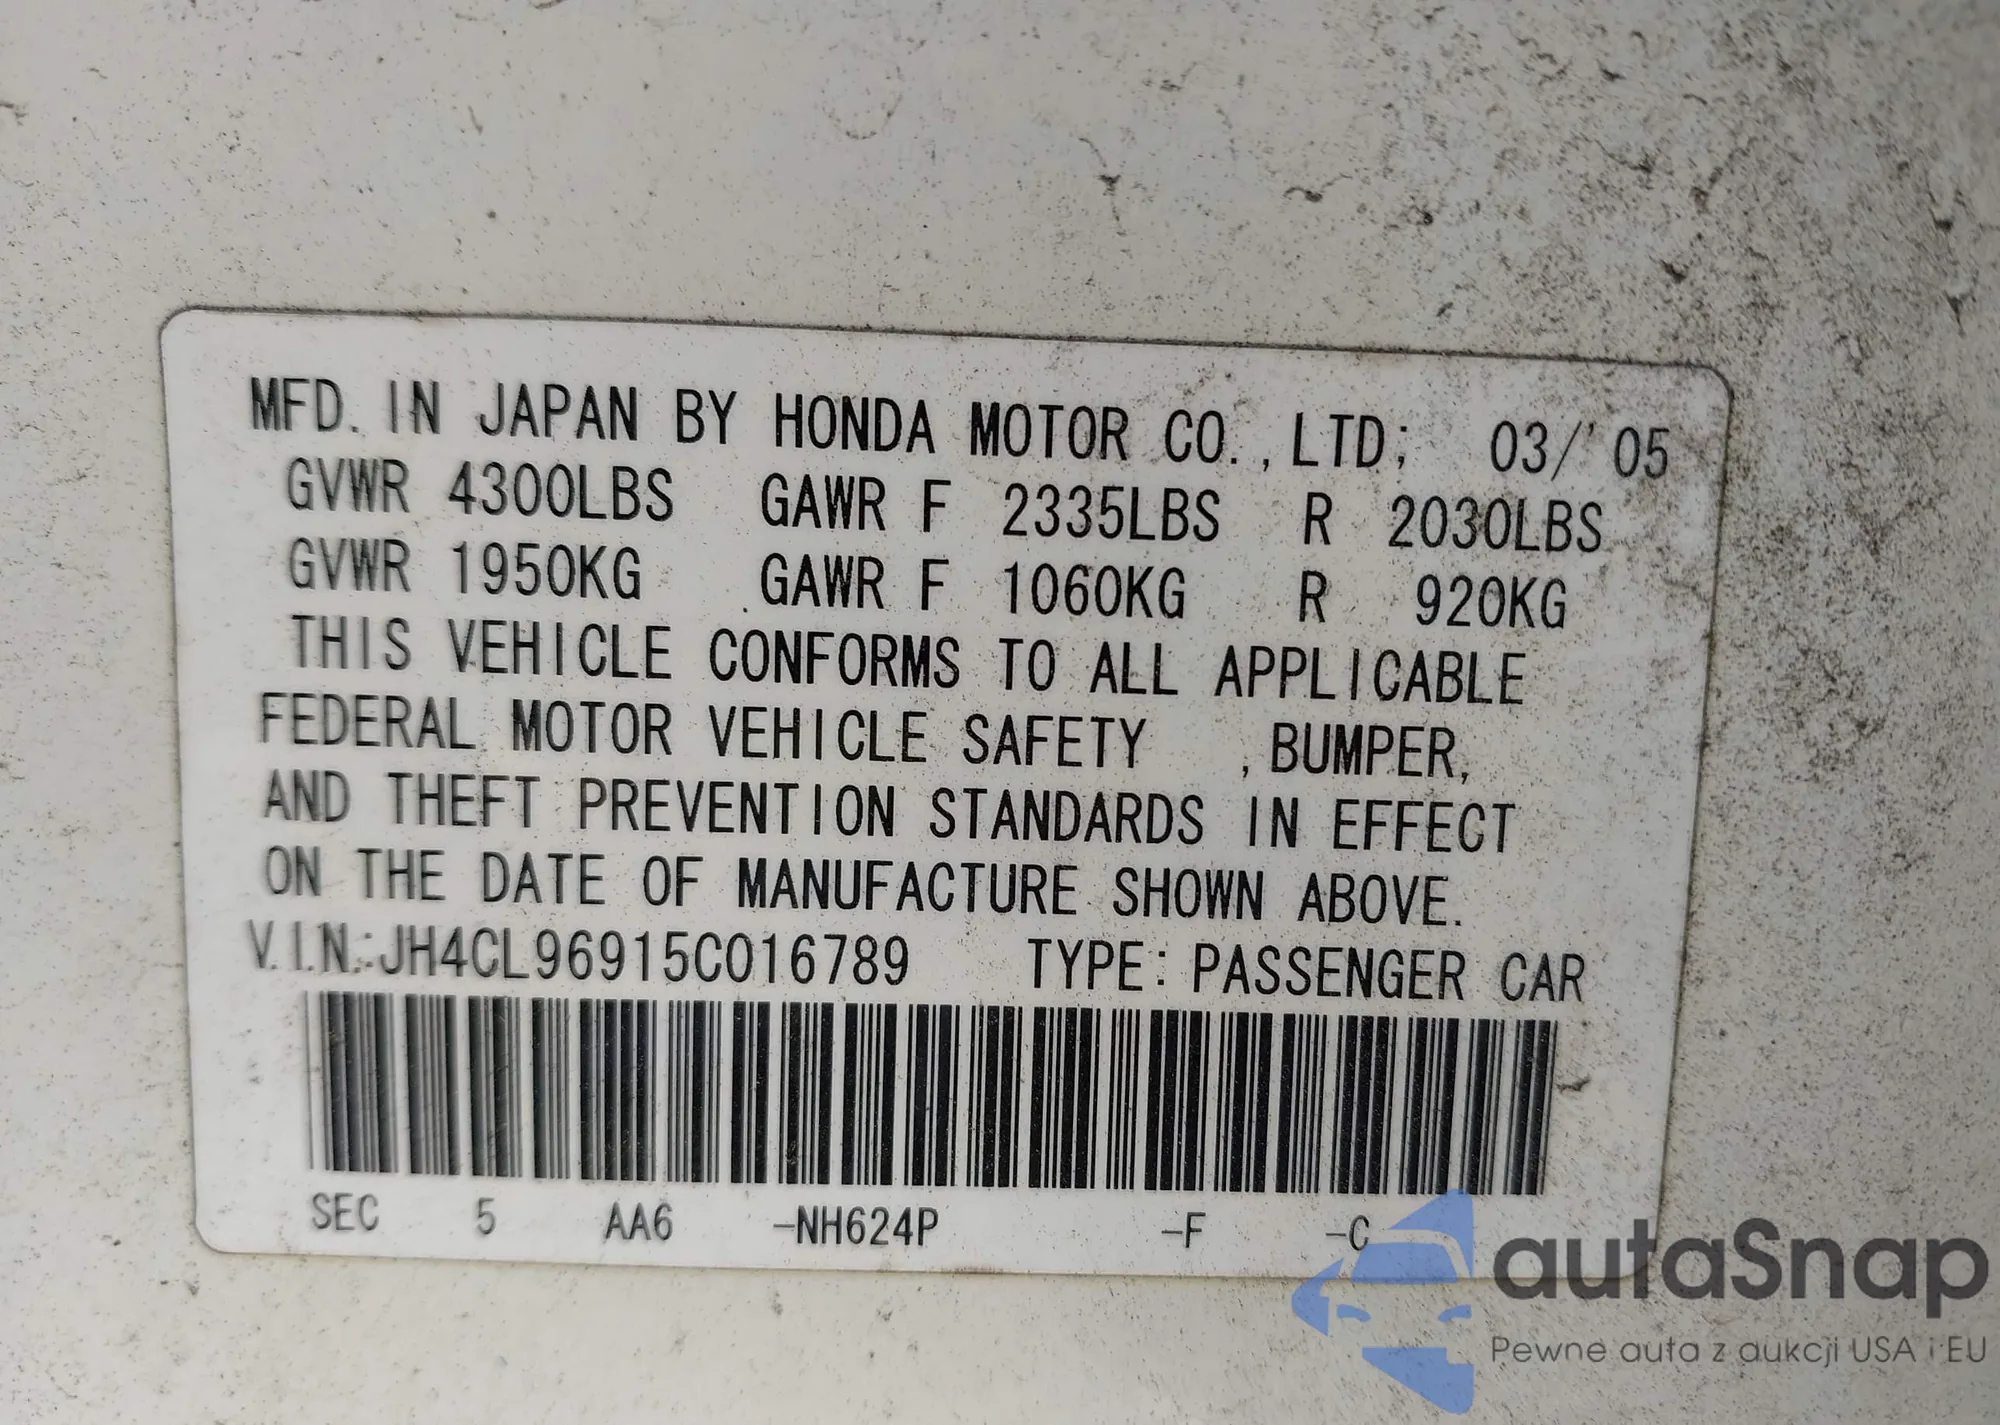 MFD. IN JAPAN BY HONDA MOTOR CO.,LTD; 03/'05
GVWR 4300LBS GAWR F 2335LBS R 2030LBS
GVWR 1950KG GAWR F 1060KG R 920KG
THIS VEHICLE CONFORMS TO ALL APPLICABLE
FEDERAL MOTOR VEHICLE SAFETY ,BUMPER,
AND THEFT PREVENTION STANDARDS IN EFFECT
ON THE DATE OF MANUFACTURE SHOWN ABOVE.
V.I.N.:JH4CL96915C016789 TYPE:PASSENGER CAR
SEC 5 AA6 -NH624P -F -C
autaSnap
Pewne auta z aukcji USA i EU